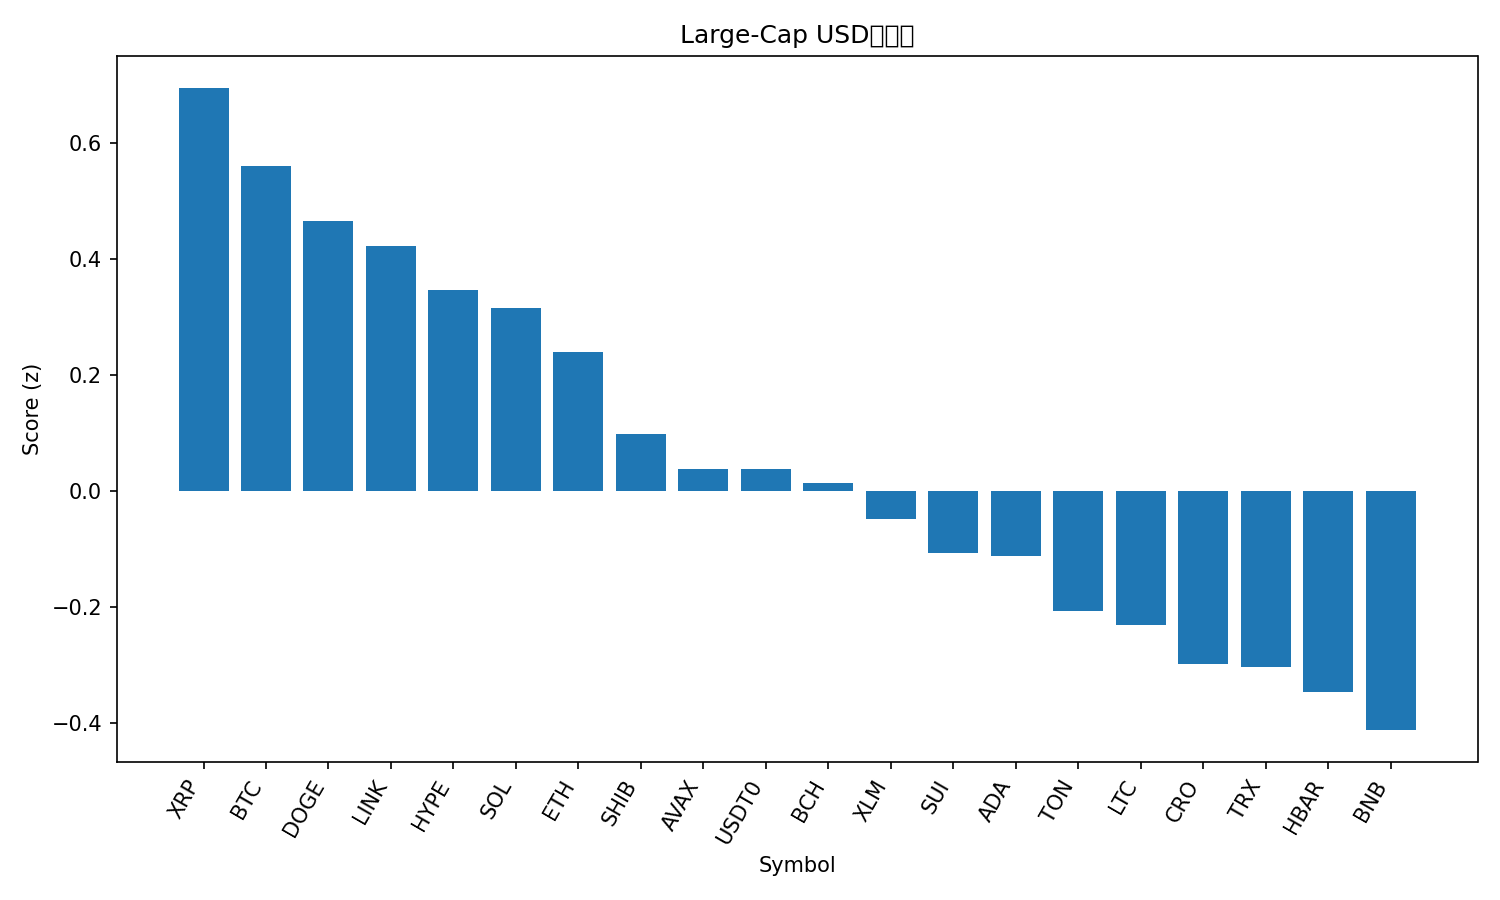 Large-Cap USD
Score (z)
0.6
0.4
0.2
0.0
−0.2
−0.4
XRP
BTC
DOGE
LINK
HYPE
SOL
ETH
SHIB
AVAX
USDT0
BCH
XLM
SUI
ADA
TON
LTC
CRO
TRX
HBAR
BNB
Symbol